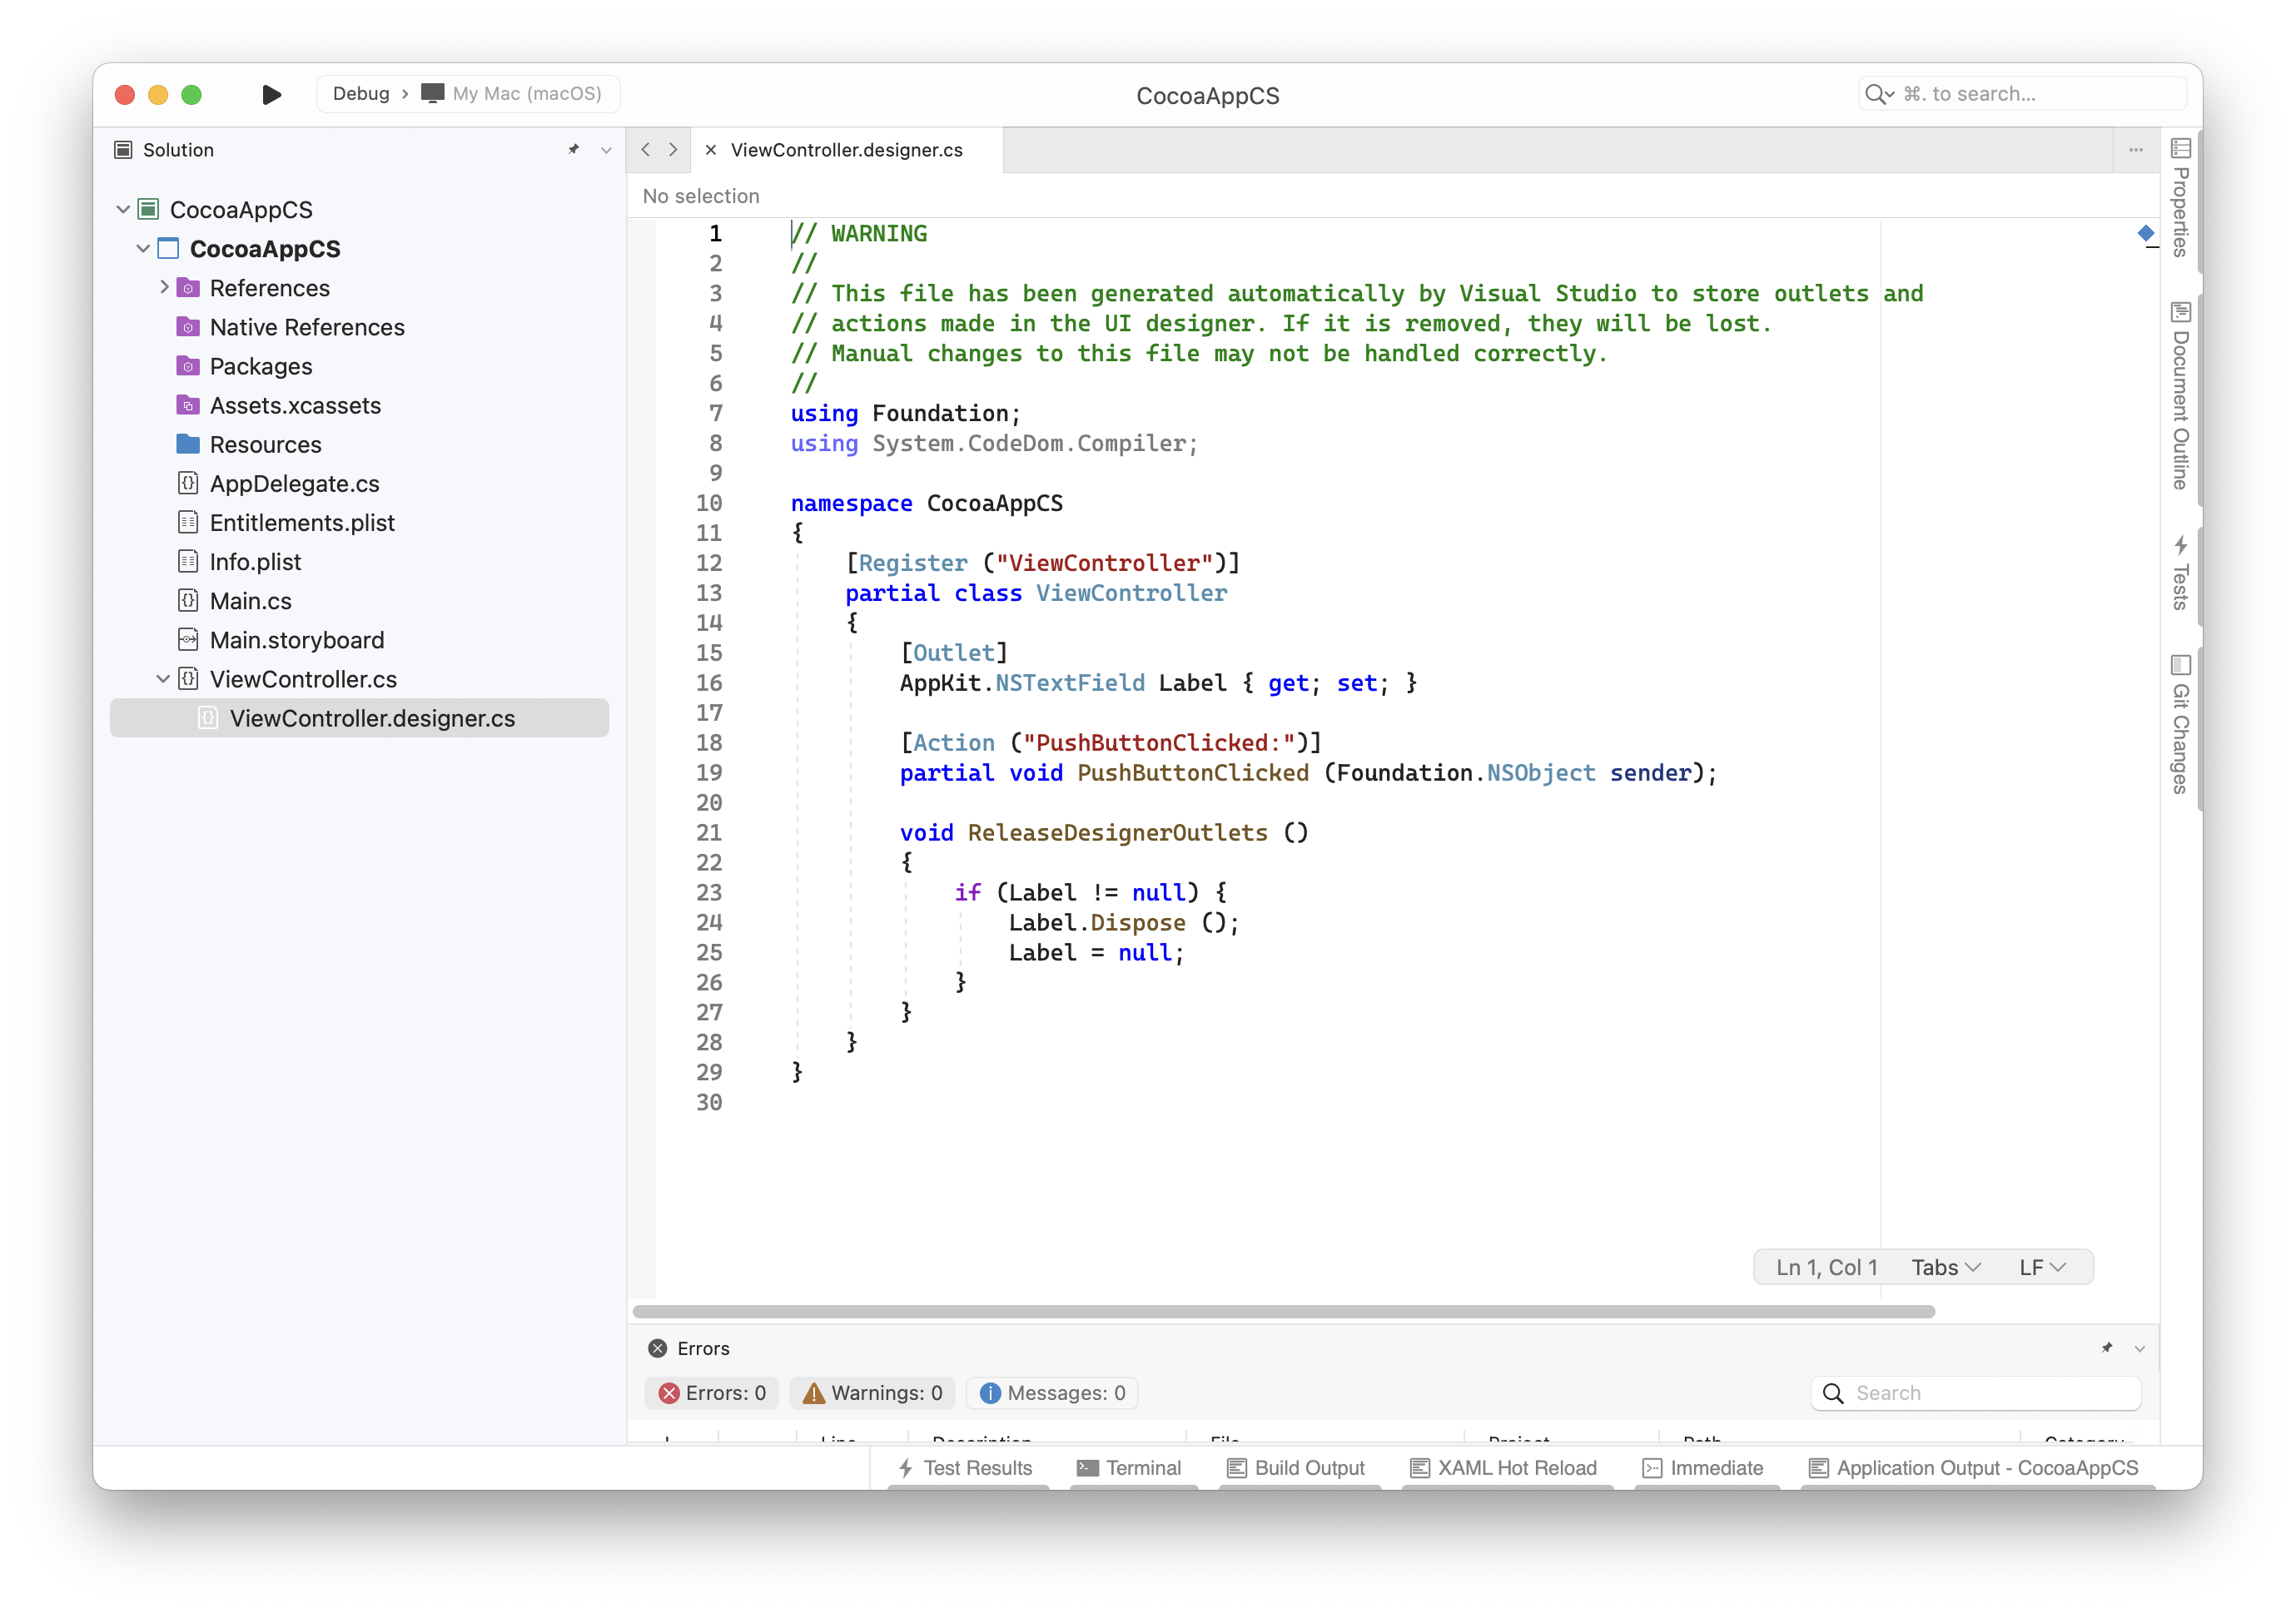 Debug › My Mac (macOS)
CocoaAppCS
⌘. to search...
Solution
CocoaAppCS
CocoaAppCS
References
Native References
Packages
Assets.xcassets
Resources
AppDelegate.cs
Entitlements.plist
Info.plist
Main.cs
Main.storyboard
ViewController.cs
ViewController.designer.cs
ViewController.designer.cs
No selection
1 // WARNING
2 //
3 // This file has been generated automatically by Visual Studio to store outlets and
4 // actions made in the UI designer. If it is removed, they will be lost.
5 // Manual changes to this file may not be handled correctly.
6 //
7 using Foundation;
8 using System.CodeDom.Compiler;
9
10 namespace CocoaAppCS
11 {
12 [Register ("ViewController")]
13 partial class ViewController
14 {
15 [Outlet]
16 AppKit.NSTextField Label { get; set; }
17
18 [Action ("PushButtonClicked:")]
19 partial void PushButtonClicked (Foundation.NSObject sender);
20
21 void ReleaseDesignerOutlets ()
22 {
23 if (Label != null) {
24 Label.Dispose ();
25 Label = null;
26 }
27 }
28 }
29 }
30
Ln 1, Col 1 Tabs LF
Properties
Document Outline
Tests
Git Changes
Errors
Errors: 0 Warnings: 0 Messages: 0 Search
Line Description File Project Path Category
Test Results Terminal Build Output XAML Hot Reload Immediate Application Output - CocoaAppCS